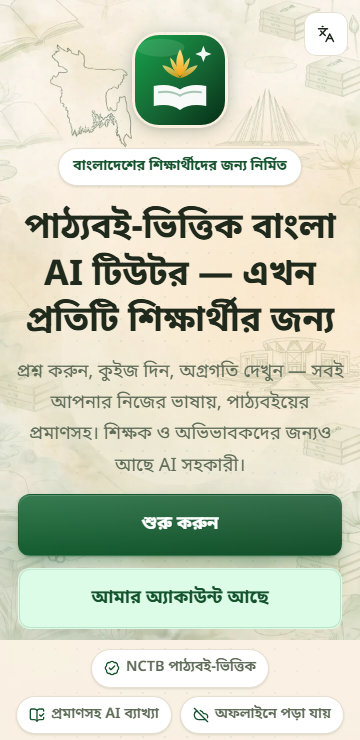 বাংলাদেশের শিক্ষার্থীদের জন্য নির্মিত
পাঠ্যবই-ভিত্তিক বাংলা
AI টিউটর — এখন
প্রতিটি শিক্ষার্থীর জন্য
প্রশ্ন করুন, কুইজ দিন, অগ্রগতি দেখুন — সবই
আপনার নিজের ভাষায়, পাঠ্যবইয়ের
প্রমাণসহ। শিক্ষক ও অভিভাবকদের জন্যও
আছে AI সহকারী।
শুরু করুন
আমার অ্যাকাউন্ট আছে
NCTB পাঠ্যবই-ভিত্তিক
প্রমাণসহ AI ব্যাখ্যা
অফলাইনে পড়া যায়